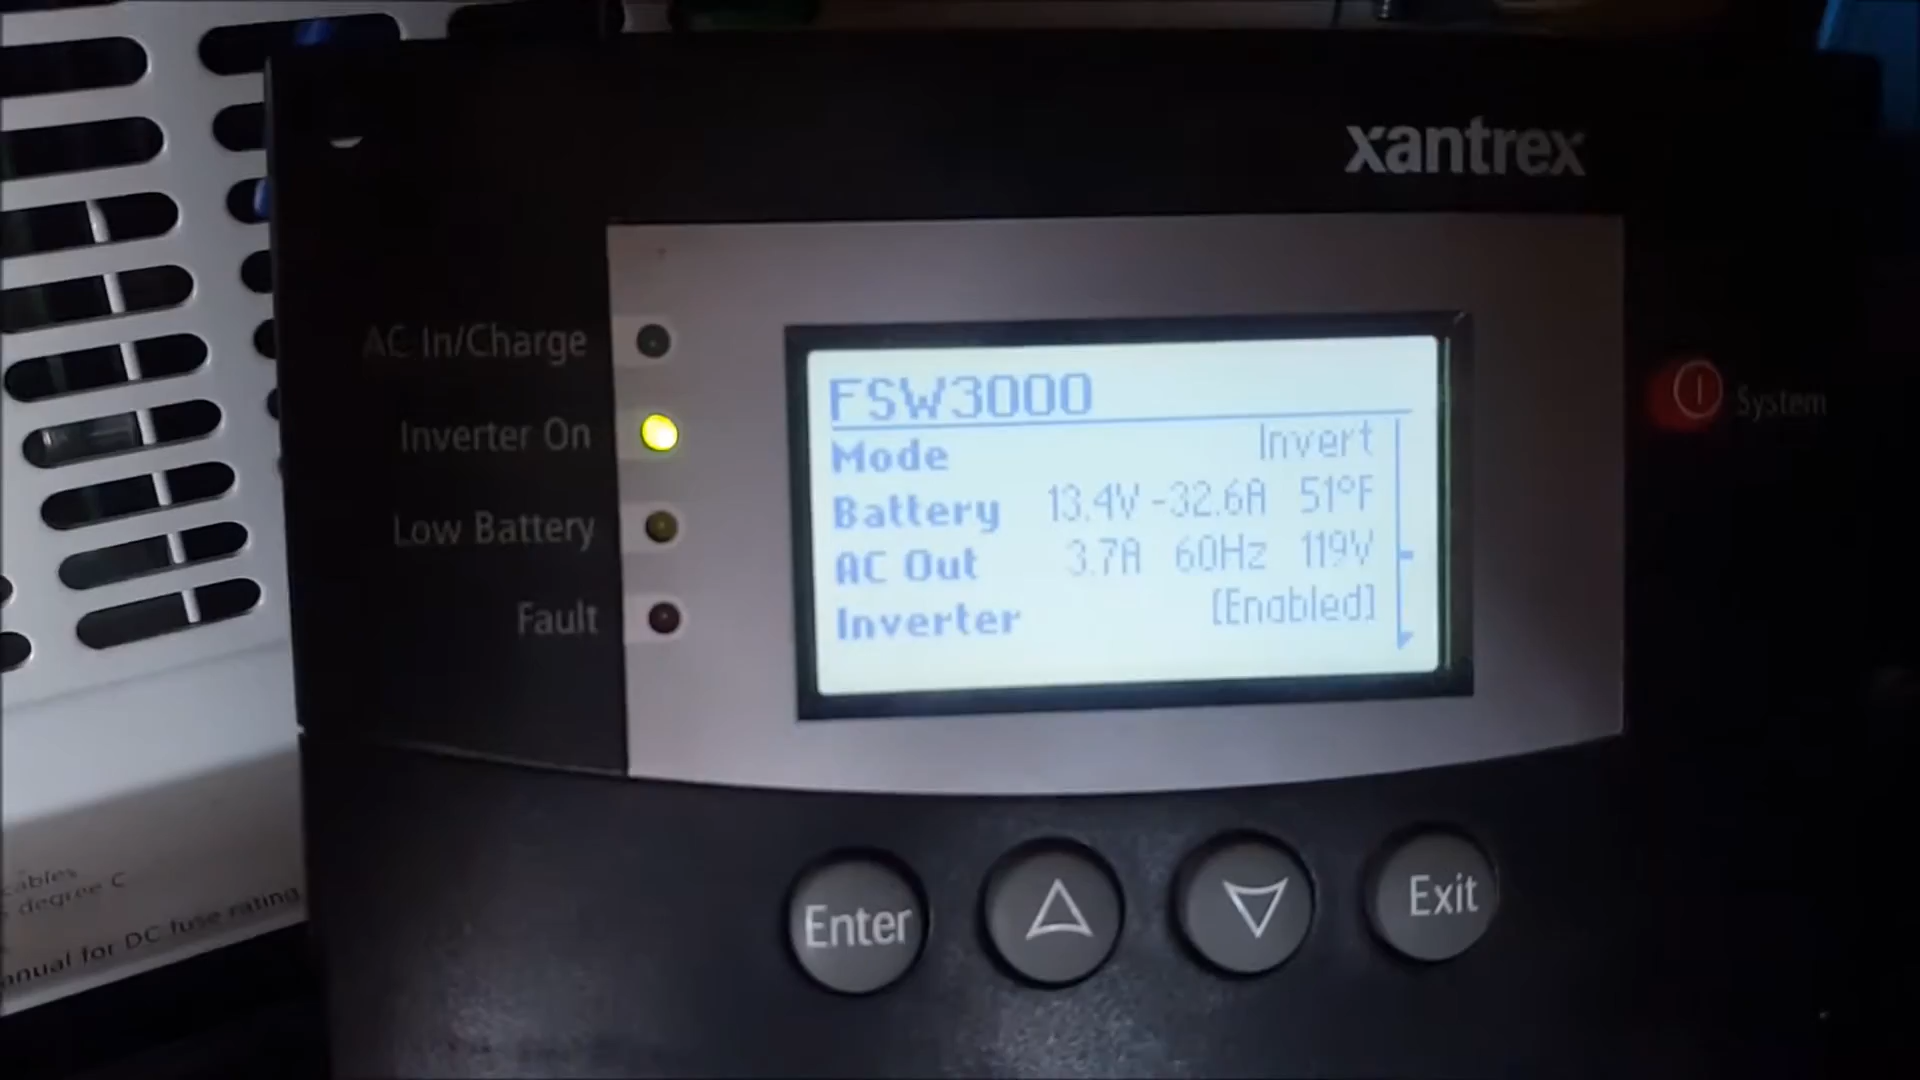 xantrex
AC In/Charge
Inverter On
Low Battery
Fault
FSW3000
Mode Invert
Battery 13.4V -32.6A 51°F
AC Out 3.7A 60Hz 119V
Inverter [Enabled]
System
Enter
Exit
cables
degree C
manual for DC fuse rating